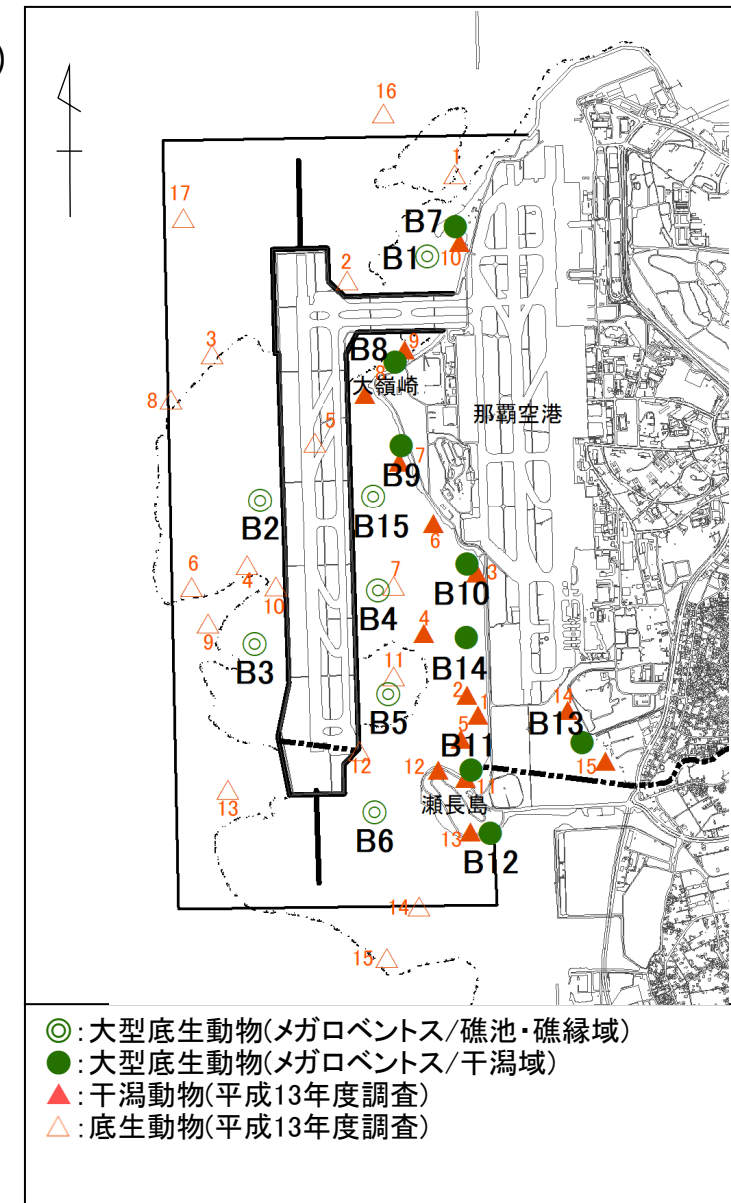 )
16
1
17
B7
B1
10
2
3
B8
9
大嶺崎
8
8
那覇空港
5
7
B9
B2
B15
6
4
3
6
10
7
B10
B4
9
4
B3
B14
11
2
B5
1
14
5
B13
B11
12
12
15
11
13
瀬長島
B6
13
B12
14
15
◎:大型底生動物(メガロベントス/礁池・礁縁域)
●:大型底生動物(メガロベントス/干潟域)
▲:干潟動物(平成13年度調査)
△:底生動物(平成13年度調査)